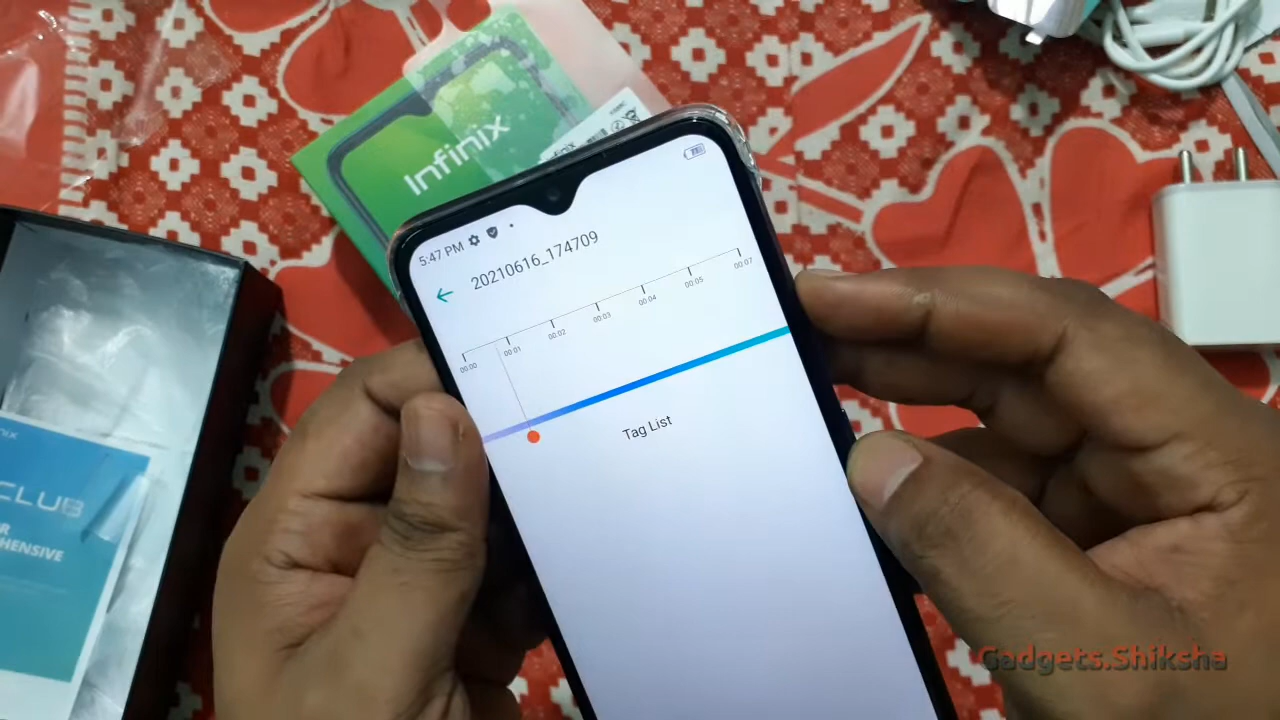 Infinix
5:47 PM
20210616_174709
00:00
00:01
00:02
00:03
00:04
00:05
00:07
Tag List
CLUB
HENSIVE
Gadgets.Shiksha